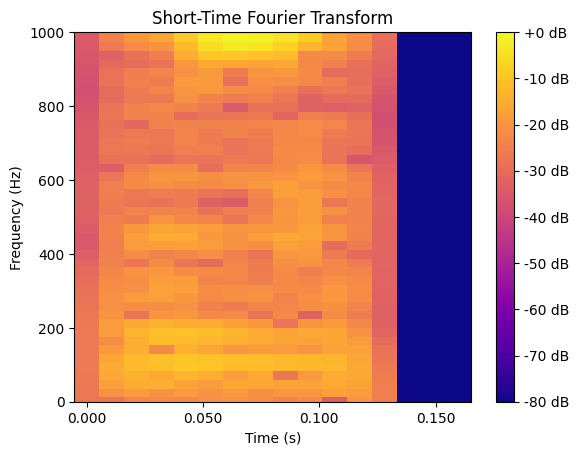 Short-Time Fourier Transform
1000
800
600
400
200
0
Frequency (Hz)
0.000
0.050
0.100
0.150
Time (s)
+0 dB
-10 dB
-20 dB
-30 dB
-40 dB
-50 dB
-60 dB
-70 dB
-80 dB